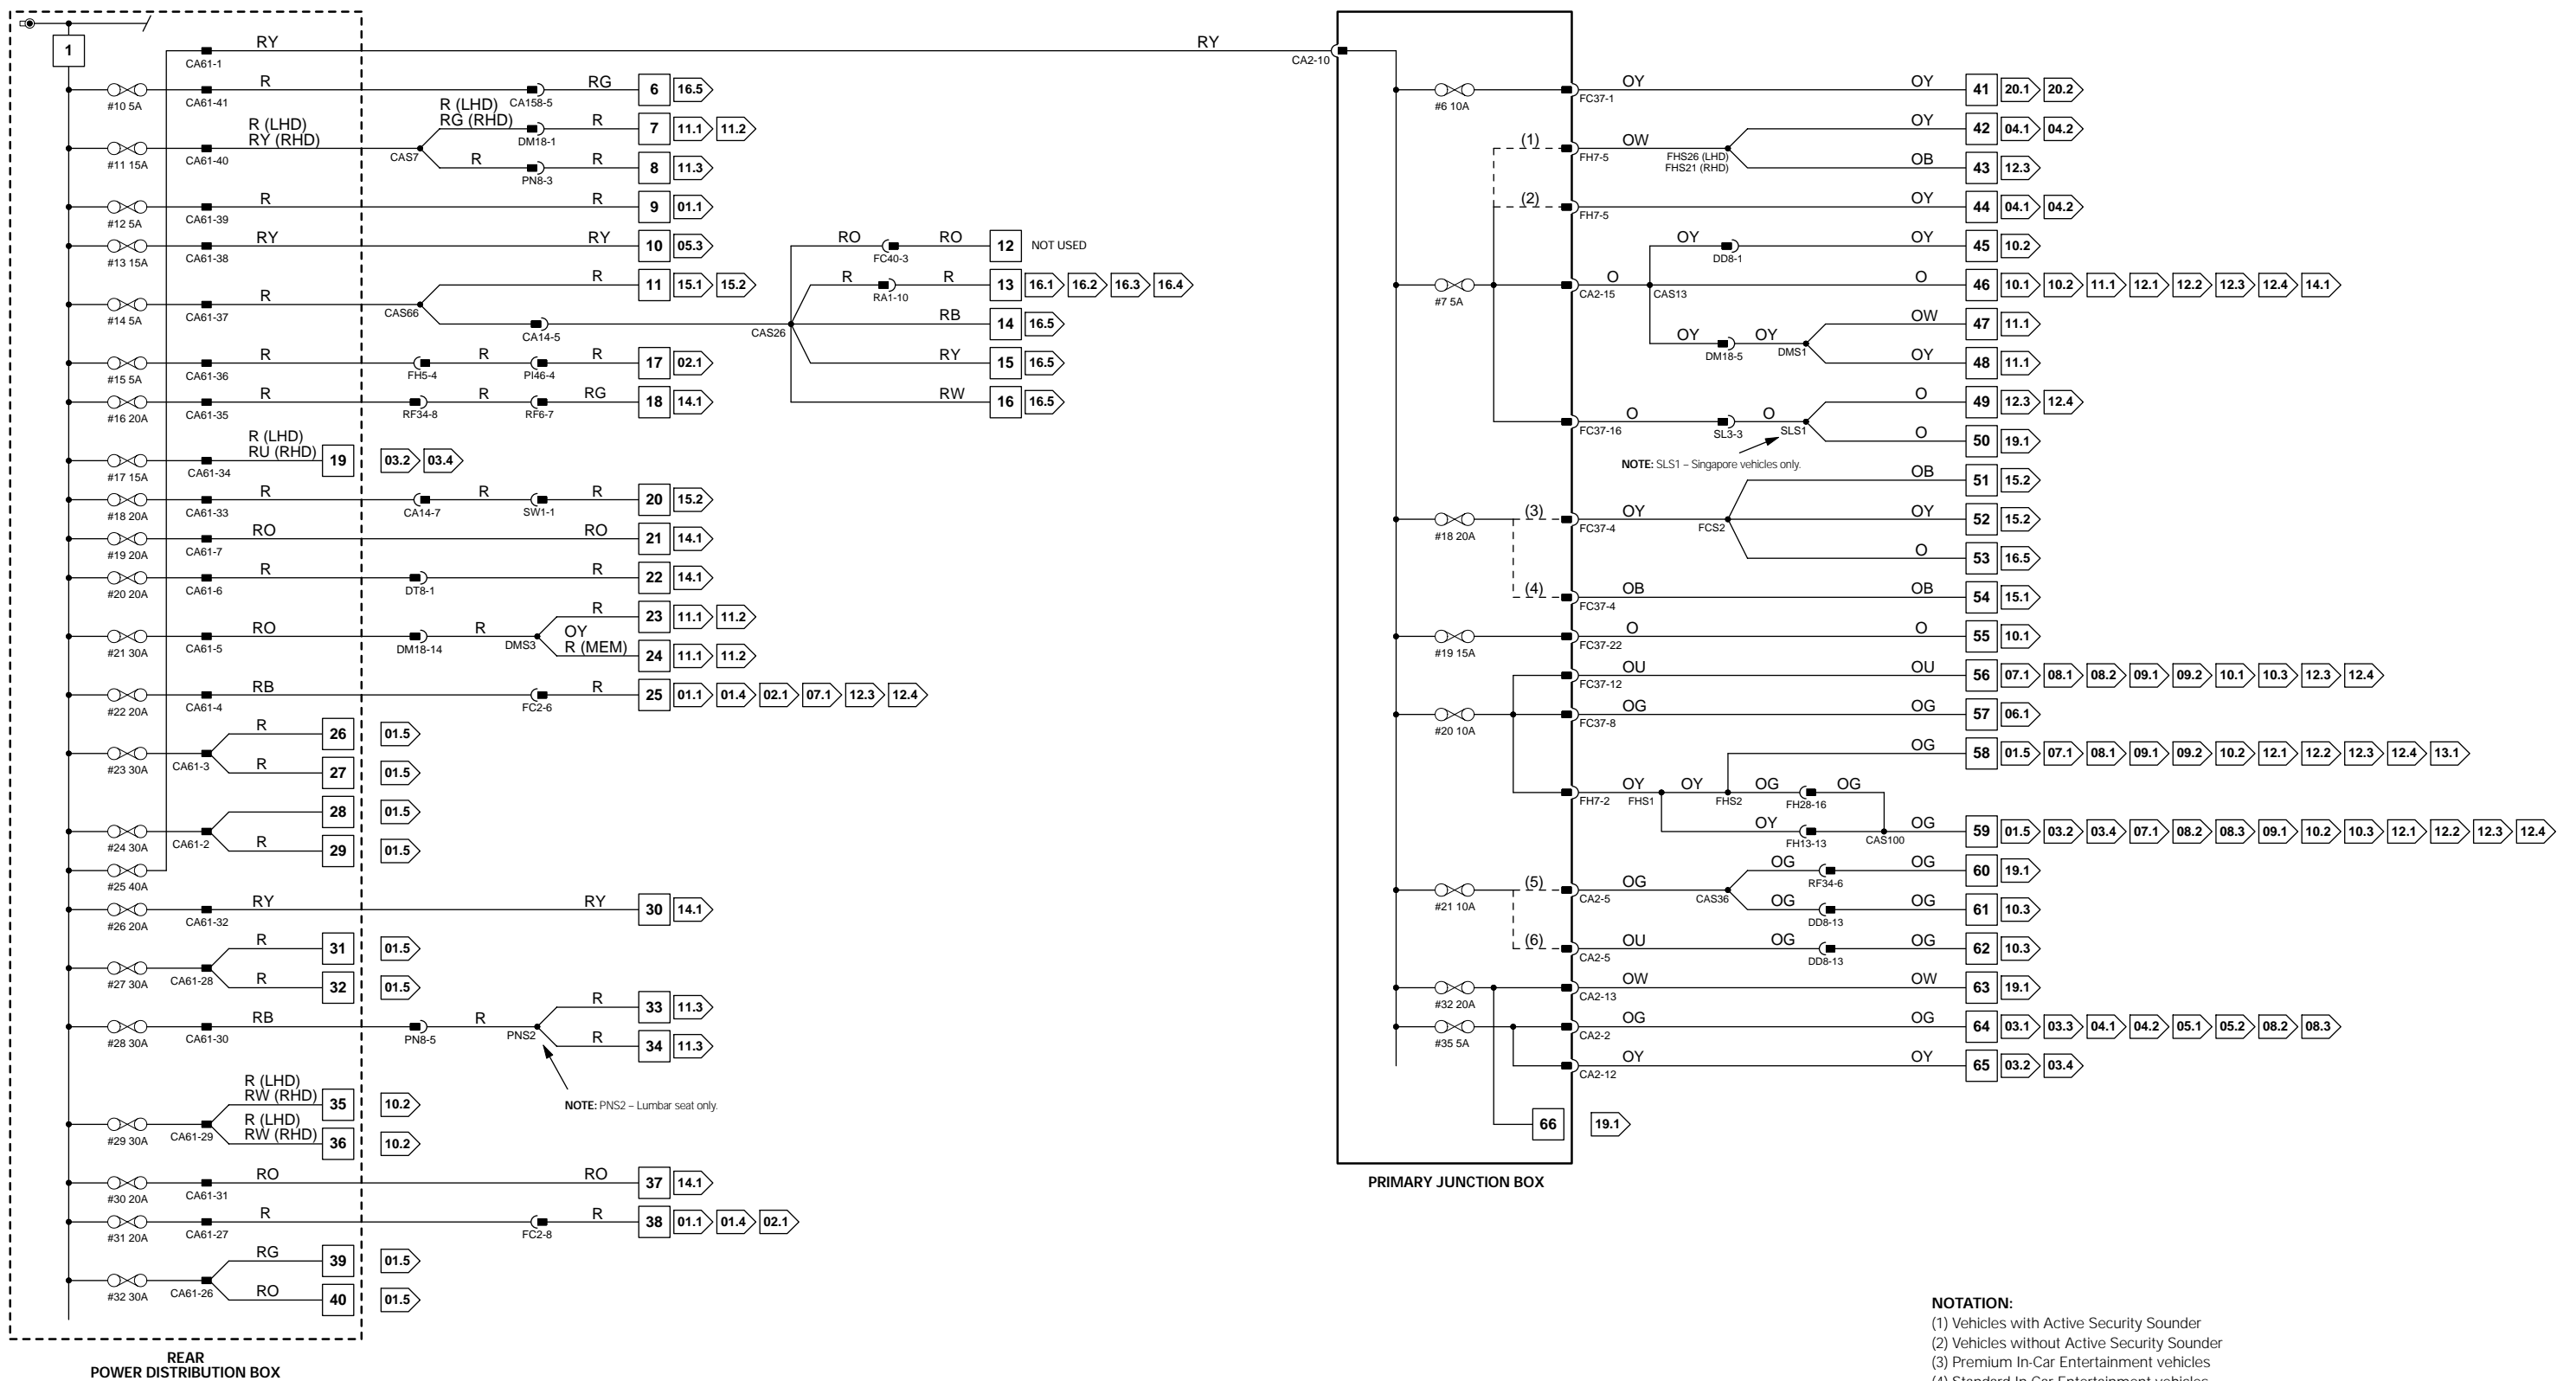 1
RY
CA61-1
RY
CA2-10
#10 5A
CA61-41
R
CA158-5
RG
6 16.5
#11 15A
CA61-40
R (LHD)
RY (RHD)
CAS7
R (LHD)
RG (RHD)
DM18-1
R
7 11.1 11.2
R
PN8-3
R
8 11.3
#12 5A
CA61-39
R
R
9 01.1
#13 15A
CA61-38
RY
RY
10 05.3
#14 5A
CA61-37
R
CAS66
R
11 15.1 15.2
CA14-5
CAS26
RO
FC40-3
RO
12 NOT USED
R
RA1-10
R
13 16.1 16.2 16.3 16.4
RB
14 16.5
RY
15 16.5
RW
16 16.5
#15 5A
CA61-36
R
FH5-4
R
PI46-4
R
17 02.1
#16 20A
CA61-35
R
RF34-8
R
RF6-7
RG
18 14.1
#17 15A
CA61-34
R (LHD)
RU (RHD)
19 03.2 03.4
#18 20A
CA61-33
R
CA14-7
R
SW1-1
R
20 15.2
#19 20A
CA61-7
RO
RO
21 14.1
#20 20A
CA61-6
R
DT8-1
R
22 14.1
#21 30A
CA61-5
RO
DM18-14
R
DMS3
R
23 11.1 11.2
OY
R (MEM)
24 11.1 11.2
#22 20A
CA61-4
RB
FC2-6
R
25 01.1 01.4 02.1 07.1 12.3 12.4
#23 30A
CA61-3
R
26 01.5
R
27 01.5
#24 30A
CA61-2
28 01.5
R
29 01.5
#25 40A
#26 20A
CA61-32
RY
RY
30 14.1
#27 30A
CA61-28
R
31 01.5
R
32 01.5
#28 30A
CA61-30
RB
PN8-5
R
PNS2
R
33 11.3
R
34 11.3
NOTE: PNS2 – Lumbar seat only.
#29 30A
CA61-29
R (LHD)
RW (RHD)
35 10.2
R (LHD)
RW (RHD)
36 10.2
#30 20A
CA61-31
RO
RO
37 14.1
#31 20A
CA61-27
R
FC2-8
R
38 01.1 01.4 02.1
#32 30A
CA61-26
RG
39 01.5
RO
40 01.5
REAR
POWER DISTRIBUTION BOX
#6 10A
FC37-1
OY
OY
41 20.1 20.2
#7 5A
(1)
FH7-5
OW
FHS26 (LHD)
FHS21 (RHD)
OY
42 04.1 04.2
OB
43 12.3
(2)
FH7-5
OY
44 04.1 04.2
CA2-15
O
CAS13
OY
DD8-1
OY
45 10.2
O
46 10.1 10.2 11.1 12.1 12.2 12.3 12.4 14.1
OY
DM18-5
OY
DMS1
OW
47 11.1
OY
48 11.1
FC37-16
O
SL3-3
O
SLS1
O
49 12.3 12.4
O
50 19.1
NOTE: SLS1 – Singapore vehicles only.
#18 20A
(3)
FC37-4
OY
FCS2
OB
51 15.2
OY
52 15.2
O
53 16.5
(4)
FC37-4
OB
OB
54 15.1
#19 15A
FC37-22
O
O
55 10.1
#20 10A
FC37-12
OU
OU
56 07.1 08.1 08.2 09.1 09.2 10.1 10.3 12.3 12.4
FC37-8
OG
OG
57 06.1
FH7-2
OY
FHS1
OY
FHS2
OG
58 01.5 07.1 08.1 09.1 09.2 10.2 12.1 12.2 12.3 12.4 13.1
OG
FH28-16
OG
OY
FH13-13
CAS100
OG
59 01.5 03.2 03.4 07.1 08.2 08.3 09.1 10.2 10.3 12.1 12.2 12.3 12.4
#21 10A
(5)
CA2-5
OG
CAS36
OG
RF34-6
OG
60 19.1
OG
DD8-13
OG
61 10.3
(6)
CA2-5
OU
OG
DD8-13
OG
62 10.3
#32 20A
CA2-13
OW
OW
63 19.1
#35 5A
CA2-2
OG
OG
64 03.1 03.3 04.1 04.2 05.1 05.2 08.2 08.3
CA2-12
OY
OY
65 03.2 03.4
66 19.1
PRIMARY JUNCTION BOX
NOTATION:
(1) Vehicles with Active Security Sounder
(2) Vehicles without Active Security Sounder
(3) Premium In-Car Entertainment vehicles
(4) Standard In-Car Entertainment vehicles